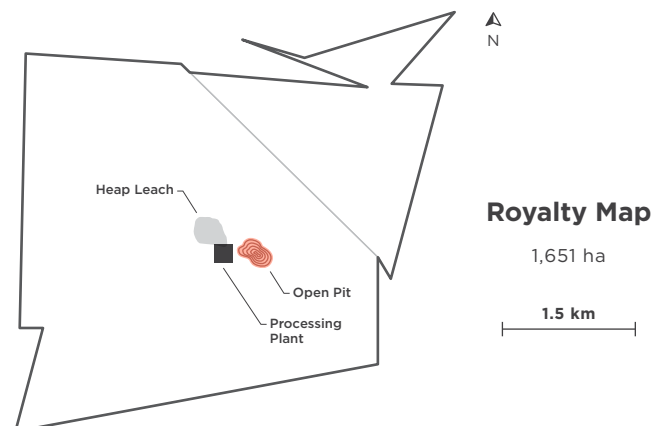 N
Heap Leach
Royalty Map
1,651 ha
Open Pit
1.5 km
Processing
Plant